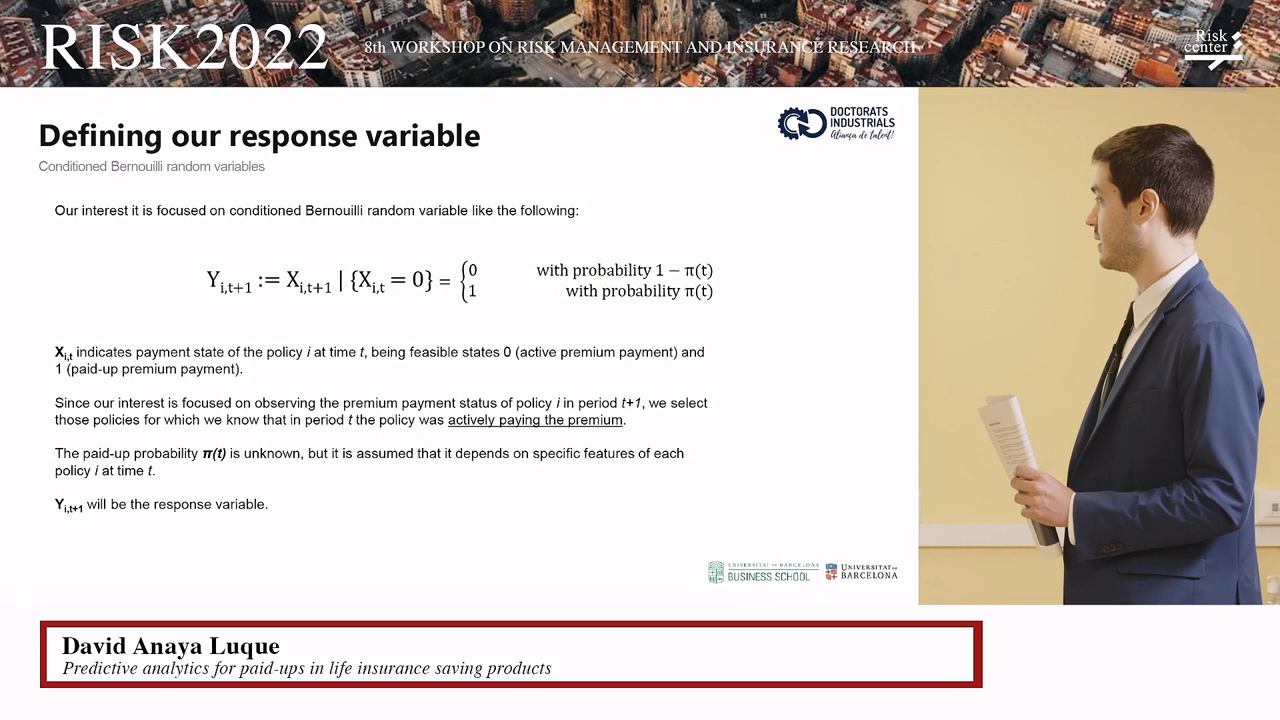 RISK2022
8th WORKSHOP ON RISK MANAGEMENT AND INSURANCE RESEARCH
Risk
center
DOCTORATS
INDUSTRIALS
Aliança de talent!
Defining our response variable
Conditioned Bernouilli random variables
Our interest it is focused on conditioned Bernouilli random variable like the following:
Y_{i,t+1} := X_{i,t+1} | {X_{i,t} = 0} = { 0 with probability 1 − π(t)
1 with probability π(t)
X_{i,t} indicates payment state of the policy i at time t, being feasible states 0 (active premium payment) and
1 (paid-up premium payment).
Since our interest is focused on observing the premium payment status of policy i in period t+1, we select
those policies for which we know that in period t the policy was actively paying the premium.
The paid-up probability π(t) is unknown, but it is assumed that it depends on specific features of each
policy i at time t.
Y_{i,t+1} will be the response variable.
UNIVERSITAT DE BARCELONA
BUSINESS SCHOOL
UNIVERSITAT DE
BARCELONA
David Anaya Luque
Predictive analytics for paid-ups in life insurance saving products